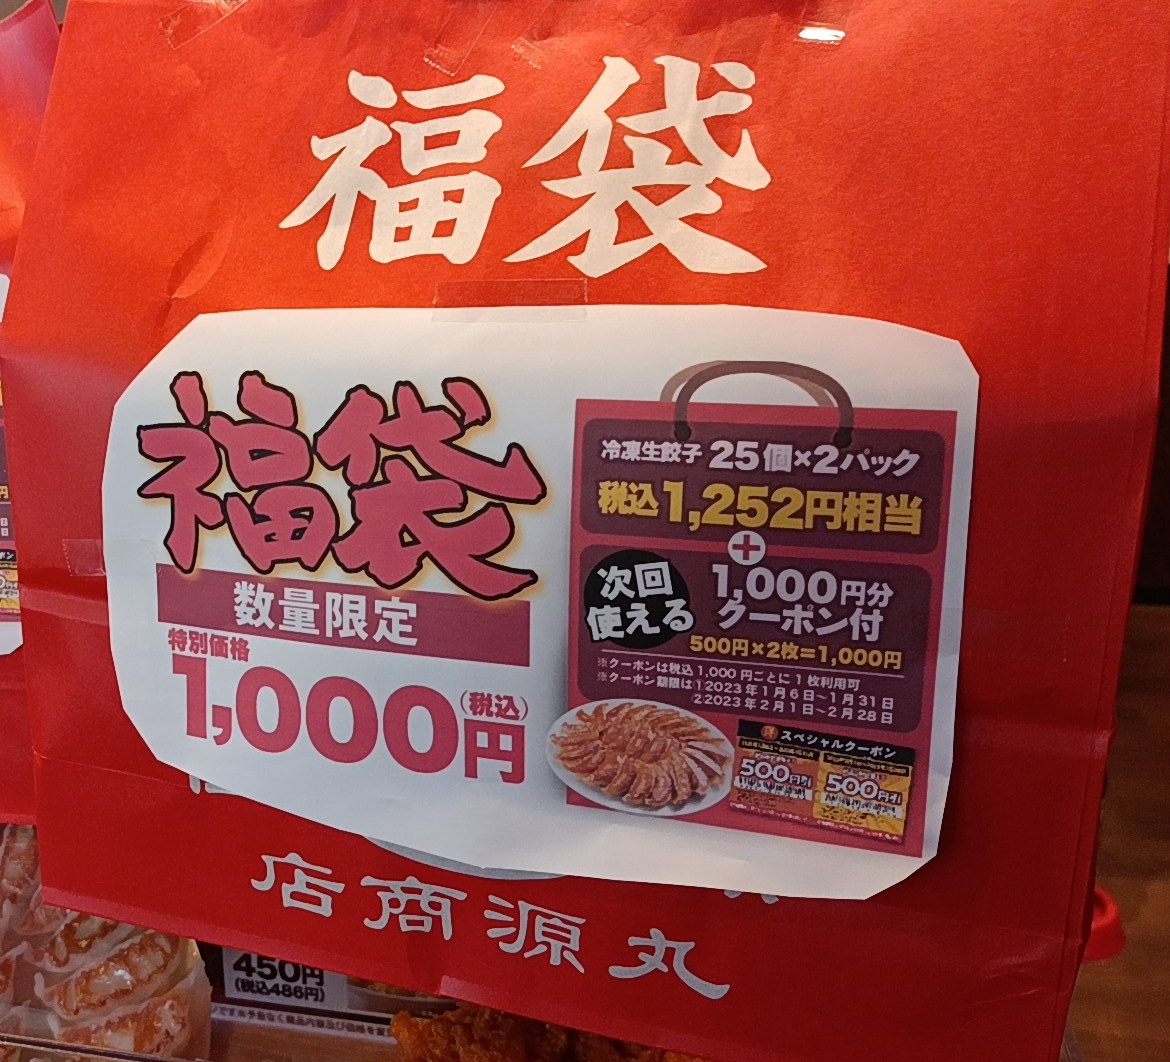 福袋
福袋
数量限定
特別価格
1,000円
(税込)
冷凍生餃子 25個×2パック
税込1,252円相当
+
次回
使える
1,000円分
クーポン付
500円×2枚=1,000円
※クーポンは税込1,000円ごとに1枚利用可
※クーポン期限は①2023年1月6日~1月31日
②2023年2月1日~2月28日
スペシャルクーポン
500円引
500円引
店商源丸
450円
(税込486円)